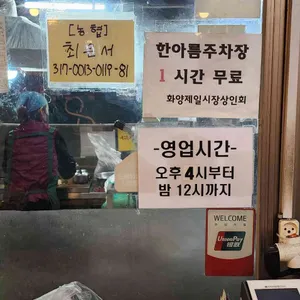 [농협]
최운서
317-0013-0119-81
한아름주차장
1 시간 무료
화양제일시장상인회
-영업시간-
오후 4시부터
밤 12시까지
WELCOME
UnionPay
银联